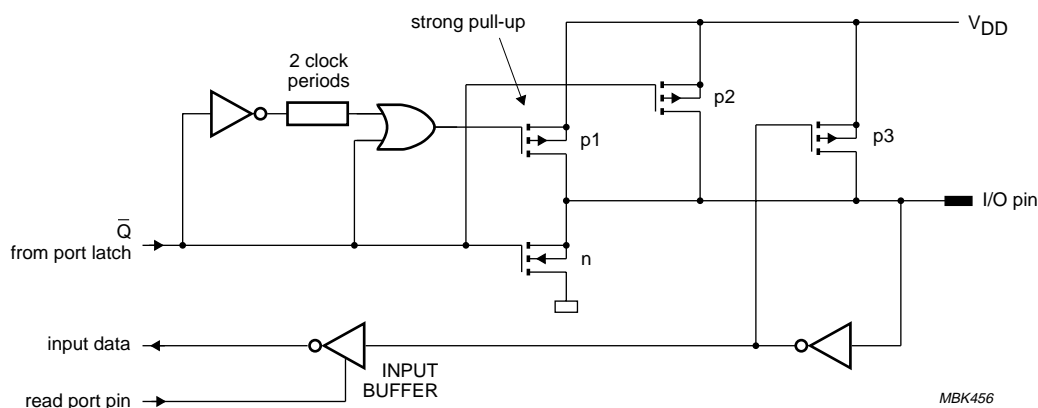 strong pull-up
VDD
2 clock
periods
p2
p1
p3
I/O pin
Q̅
from port latch
n
input data
INPUT
BUFFER
read port pin
MBK456